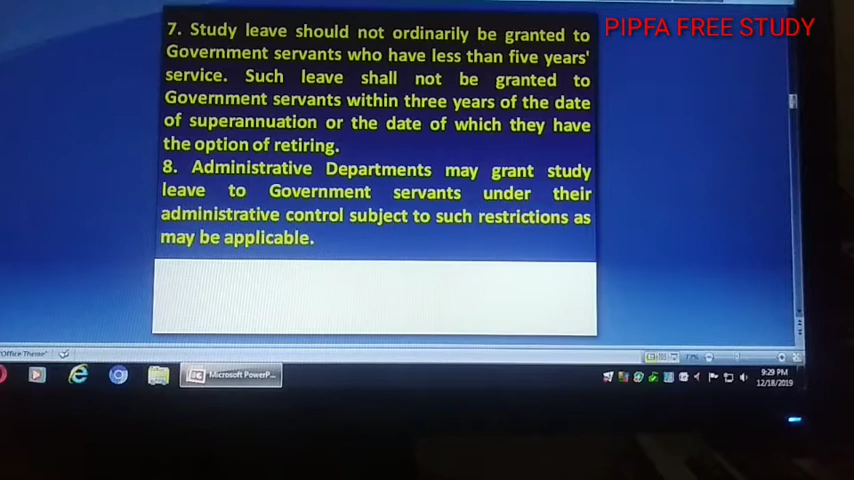 PIPFA FREE STUDY
7. Study leave should not ordinarily be granted to
Government servants who have less than five years'
service. Such leave shall not be granted to
Government servants within three years of the date
of superannuation or the date of which they have
the option of retiring.
8. Administrative Departments may grant study
leave to Government servants under their
administrative control subject to such restrictions as
may be applicable.
"Office Theme"
77%
Microsoft PowerP...
9:29 PM
12/18/2019